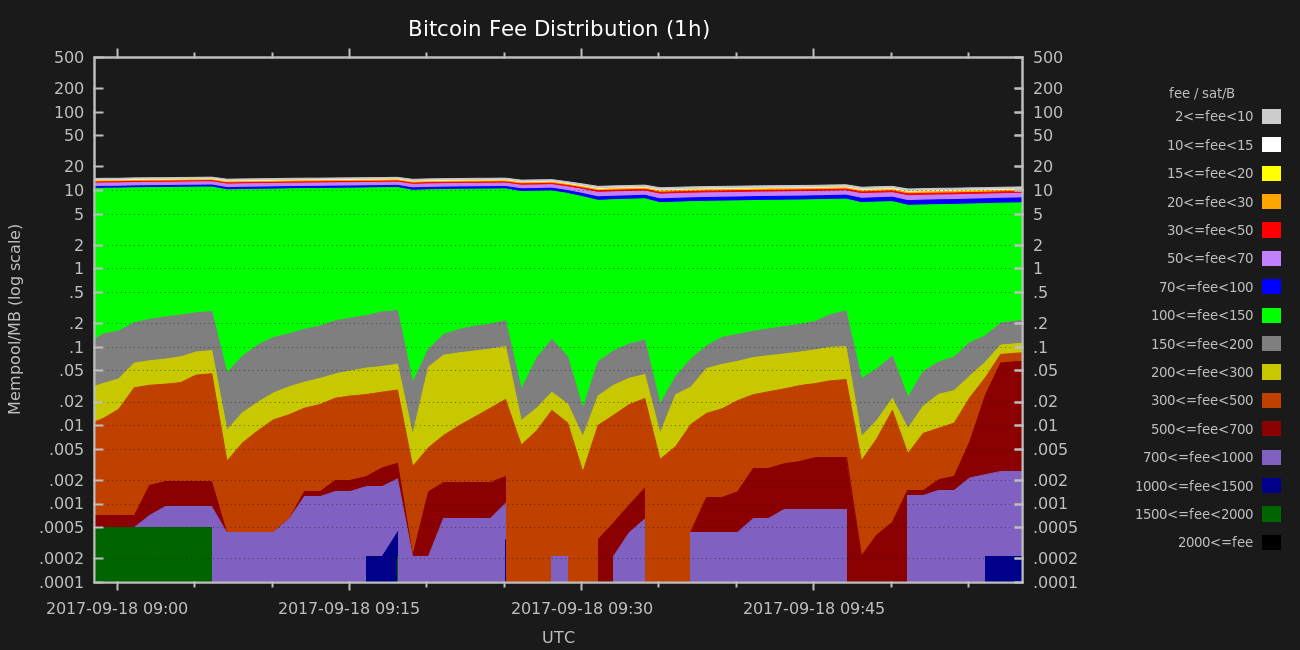 Bitcoin Fee Distribution (1h)
Mempool/MB (log scale)
500
200
100
50
20
10
5
2
1
.5
.2
.1
.05
.02
.01
.005
.002
.001
.0005
.0002
.0001
500
200
100
50
20
10
5
2
1
.5
.2
.1
.05
.02
.01
.005
.002
.001
.0005
.0002
.0001
2017-09-18 09:00
2017-09-18 09:15
2017-09-18 09:30
2017-09-18 09:45
UTC
fee / sat/B
2<=fee<10
10<=fee<15
15<=fee<20
20<=fee<30
30<=fee<50
50<=fee<70
70<=fee<100
100<=fee<150
150<=fee<200
200<=fee<300
300<=fee<500
500<=fee<700
700<=fee<1000
1000<=fee<1500
1500<=fee<2000
2000<=fee